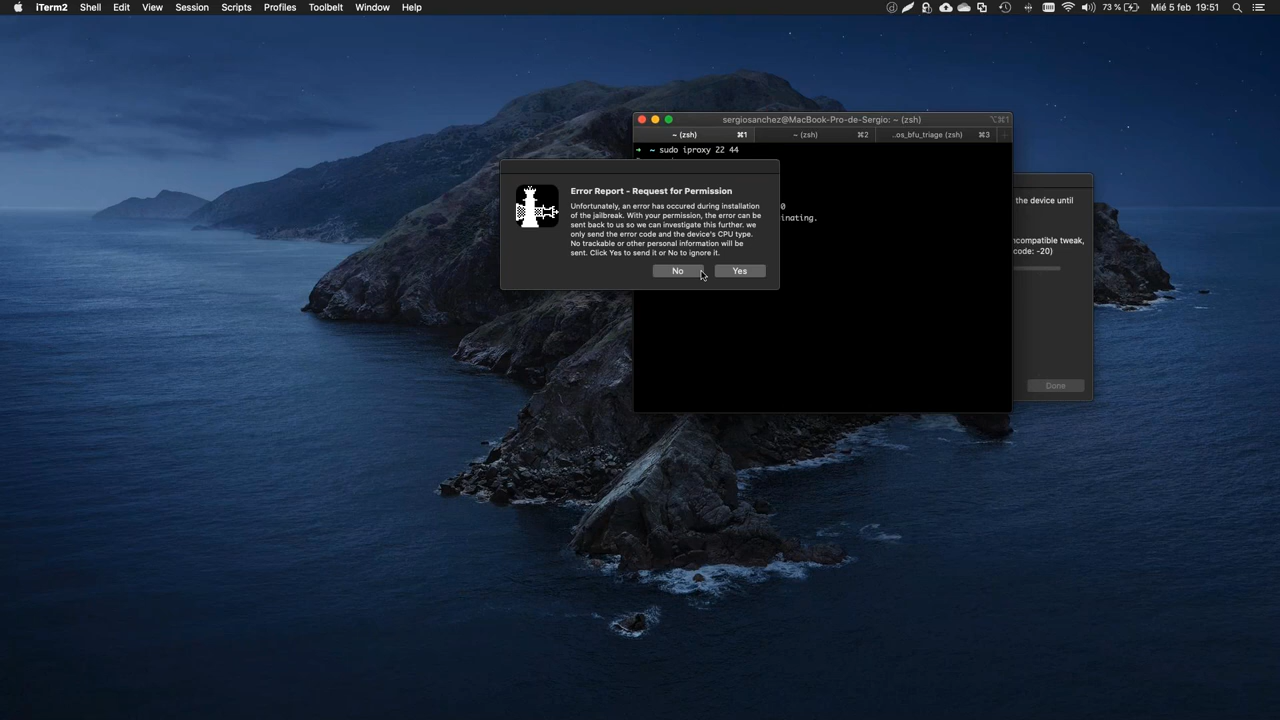 iTerm2 Shell Edit View Session Scripts Profiles Toolbelt Window Help 73 % Mié 5 feb 19:51
sergiosanchez@MacBook-Pro-de-Sergio: ~ (zsh) ⌥⌘1
~ (zsh) ⌘1 ~ (zsh) ⌘2 ..os_bfu_triage (zsh) ⌘3
➜ ~ sudo iproxy 22 44
0
inating.
Error Report - Request for Permission
Unfortunately, an error has occured during installation
of the jailbreak. With your permission, the error can be
sent back to us so we can investigate this further. we
only send the error code and the device's CPU type.
No trackable or other personal information will be
sent. Click Yes to send it or No to ignore it.
No Yes
the device until
ncompatible tweak,
code: -20)
Done